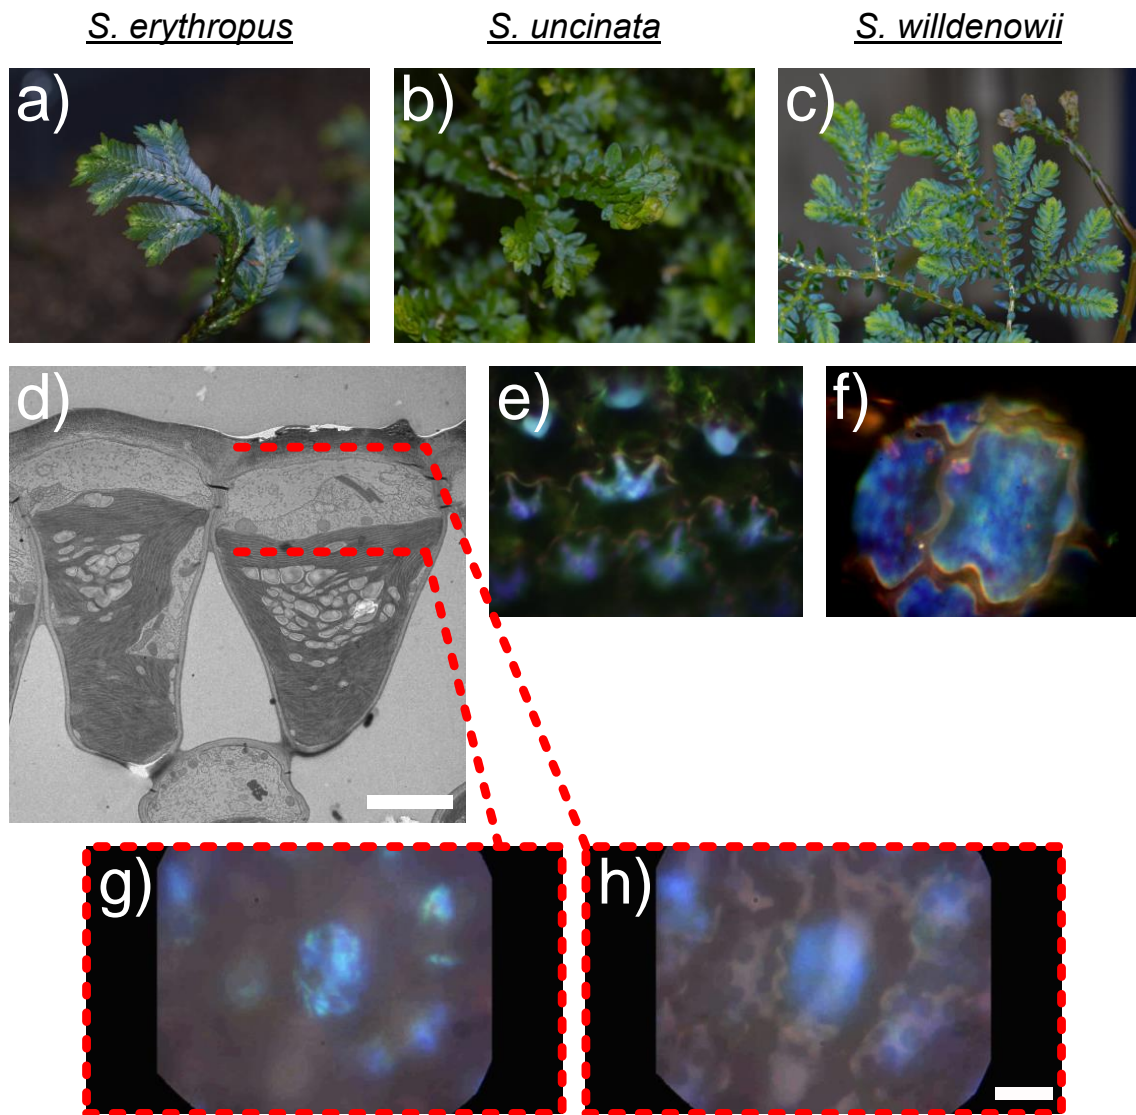 S. erythropus S. uncinata S. willdenowii
a) b) c)
d) e) f)
g) h)